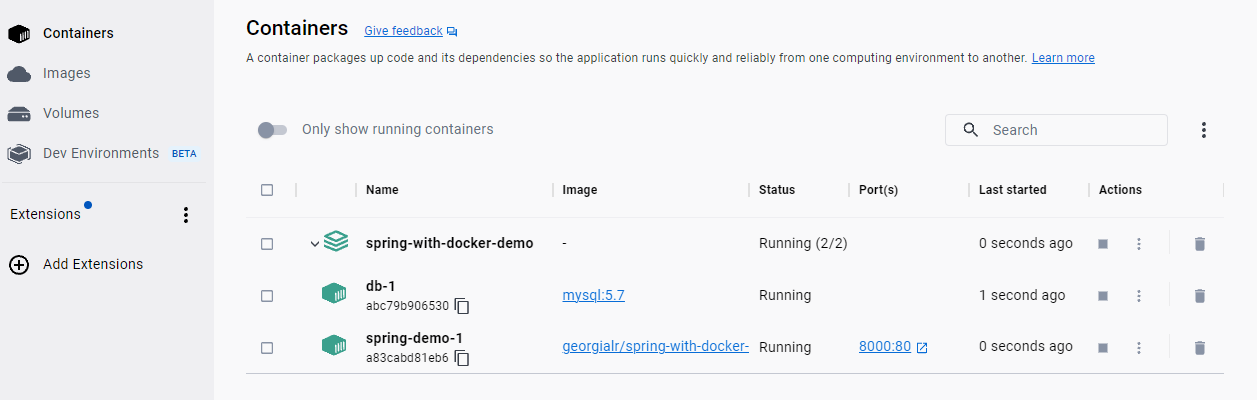 Containers
Images
Volumes
Dev Environments BETA
Extensions
Add Extensions
Containers Give feedback
A container packages up code and its dependencies so the application runs quickly and reliably from one computing environment to another. Learn more
Only show running containers
Search
Name Image Status Port(s) Last started Actions
spring-with-docker-demo - Running (2/2) 0 seconds ago
db-1
abc79b906530
mysql:5.7 Running 1 second ago
spring-demo-1
a83cabd81eb6
georgialr/spring-with-docker- Running 8000:80 0 seconds ago